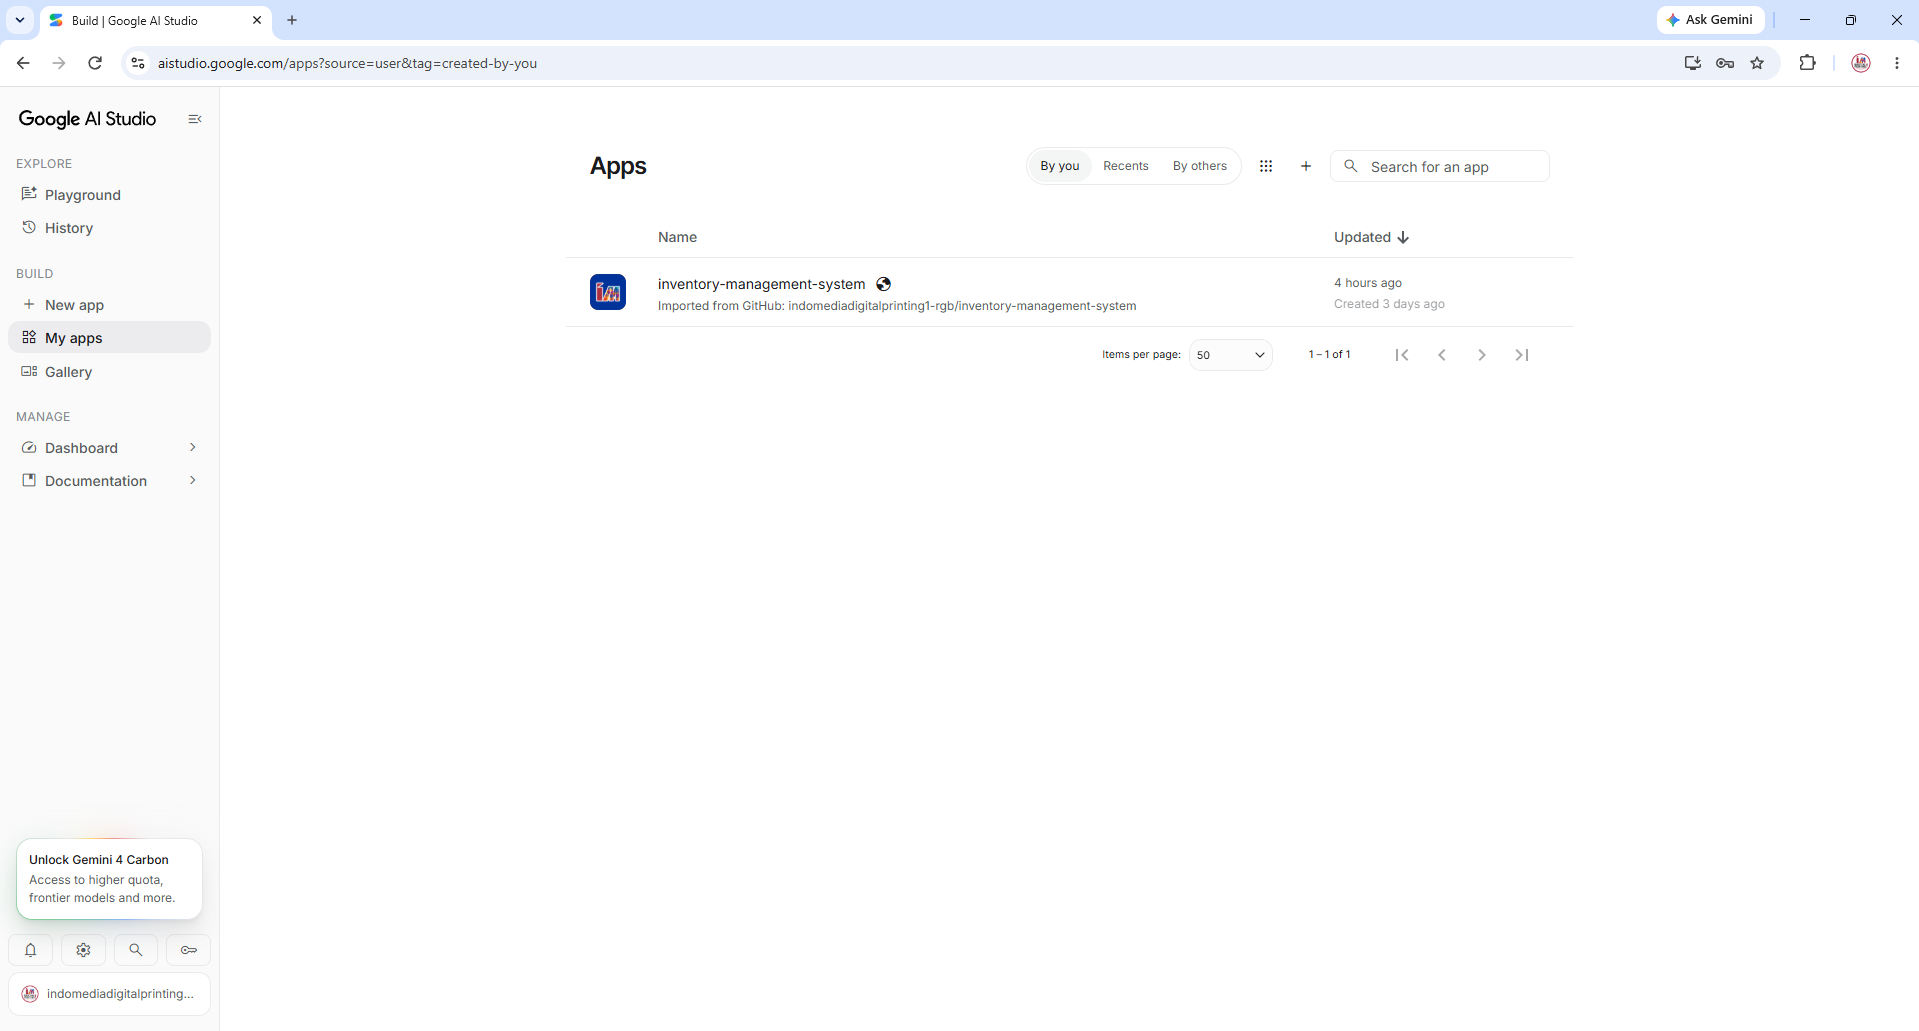 Build | Google AI Studio
Ask Gemini
aistudio.google.com/apps?source=user&tag=created-by-you
Google AI Studio
EXPLORE
Playground
History
BUILD
New app
My apps
Gallery
MANAGE
Dashboard
Documentation
Unlock Gemini 4 Carbon
Access to higher quota,
frontier models and more.
indomediadigitalprinting...
Apps
By you Recents By others
Search for an app
Name Updated
im
inventory-management-system 4 hours ago
Imported from GitHub: indomediadigitalprinting1-rgb/inventory-management-system Created 3 days ago
Items per page: 50 1 – 1 of 1